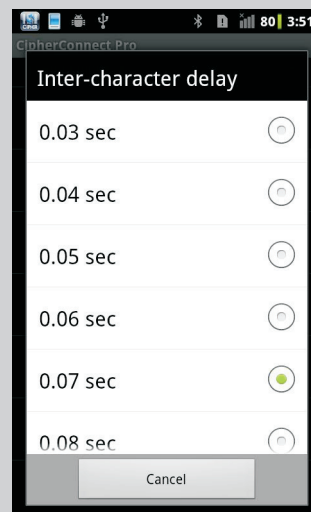 80 3:51
CipherConnect Pro
Inter-character delay
0.03 sec
0.04 sec
0.05 sec
0.06 sec
0.07 sec
0.08 sec
Cancel